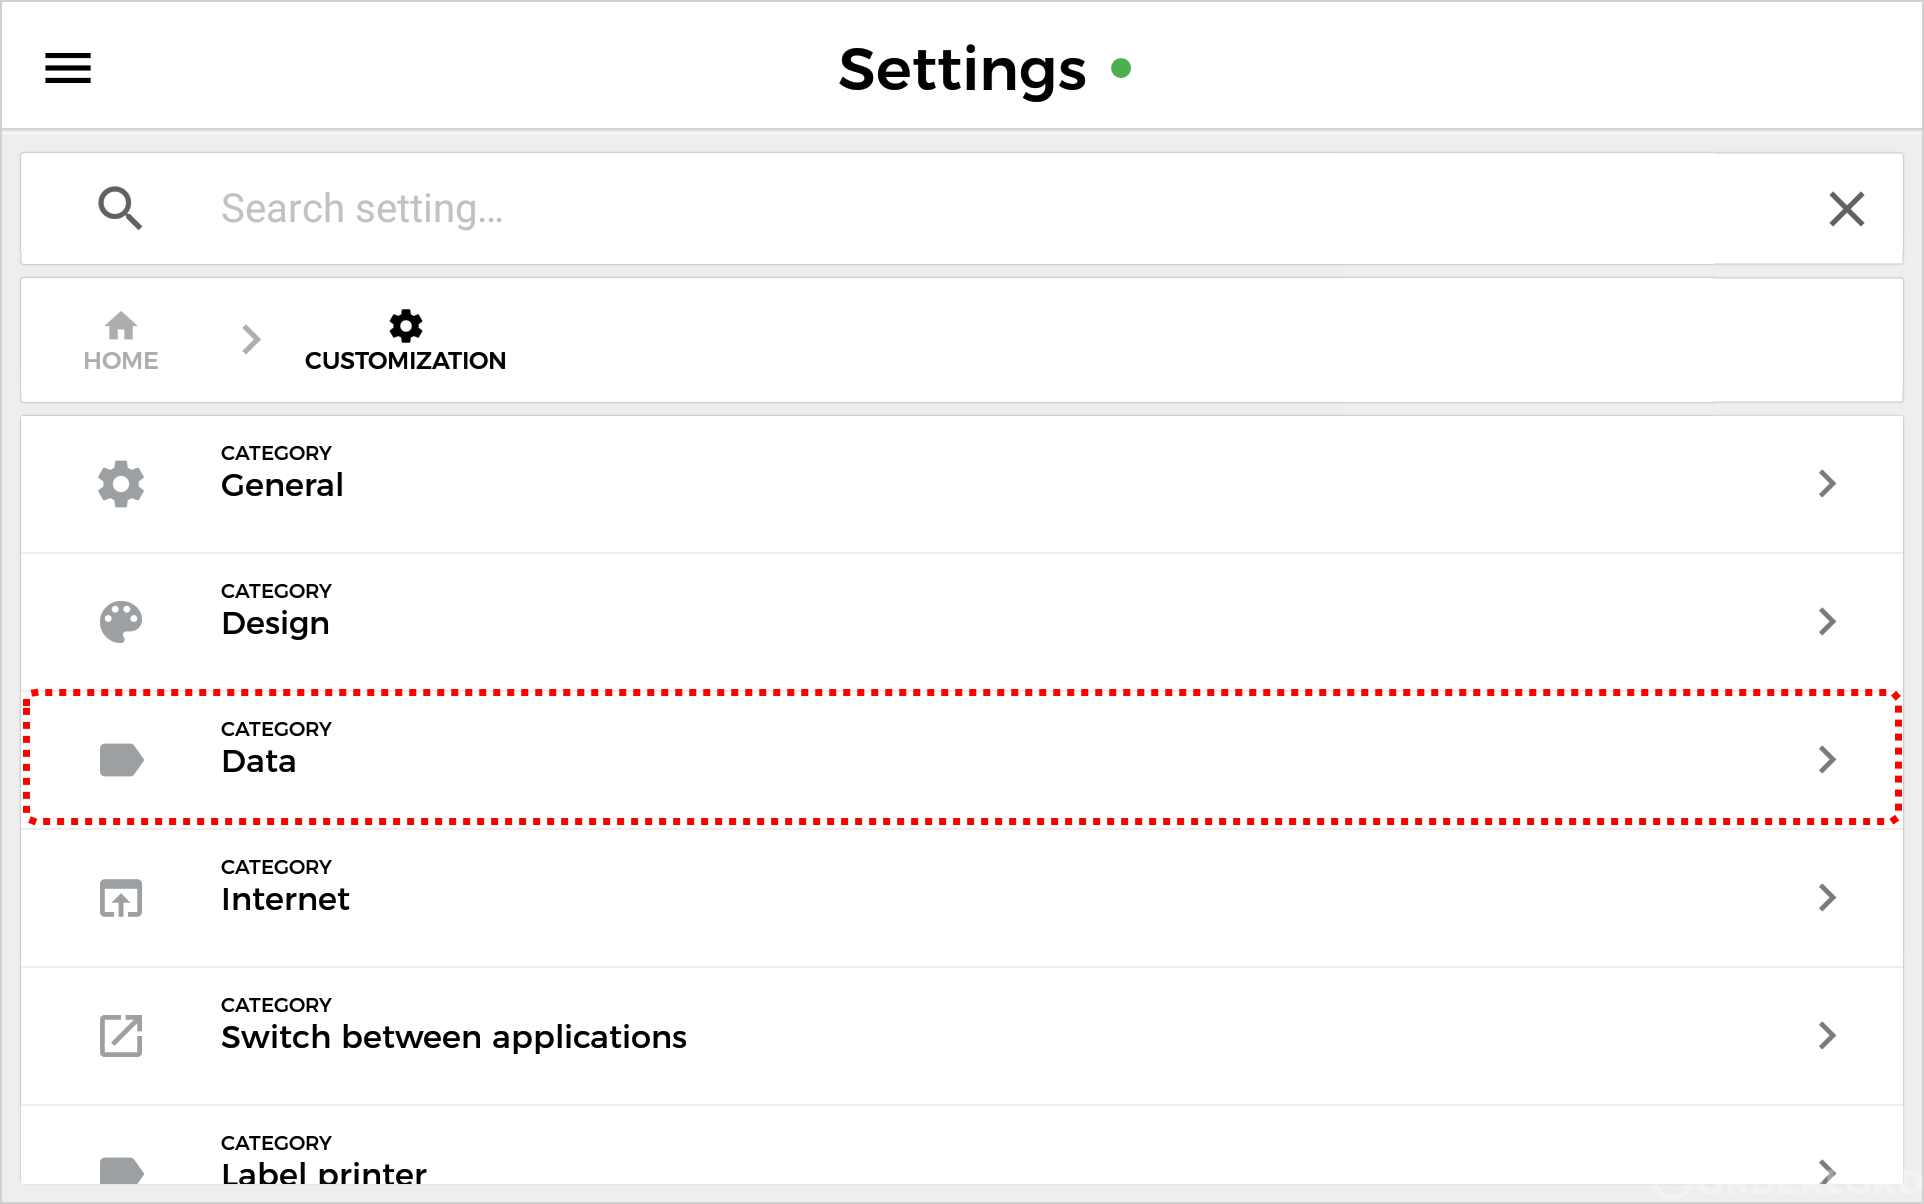 Settings
Search setting...
HOME
CUSTOMIZATION
CATEGORY
General
CATEGORY
Design
CATEGORY
Data
CATEGORY
Internet
CATEGORY
Switch between applications
CATEGORY
Label printer